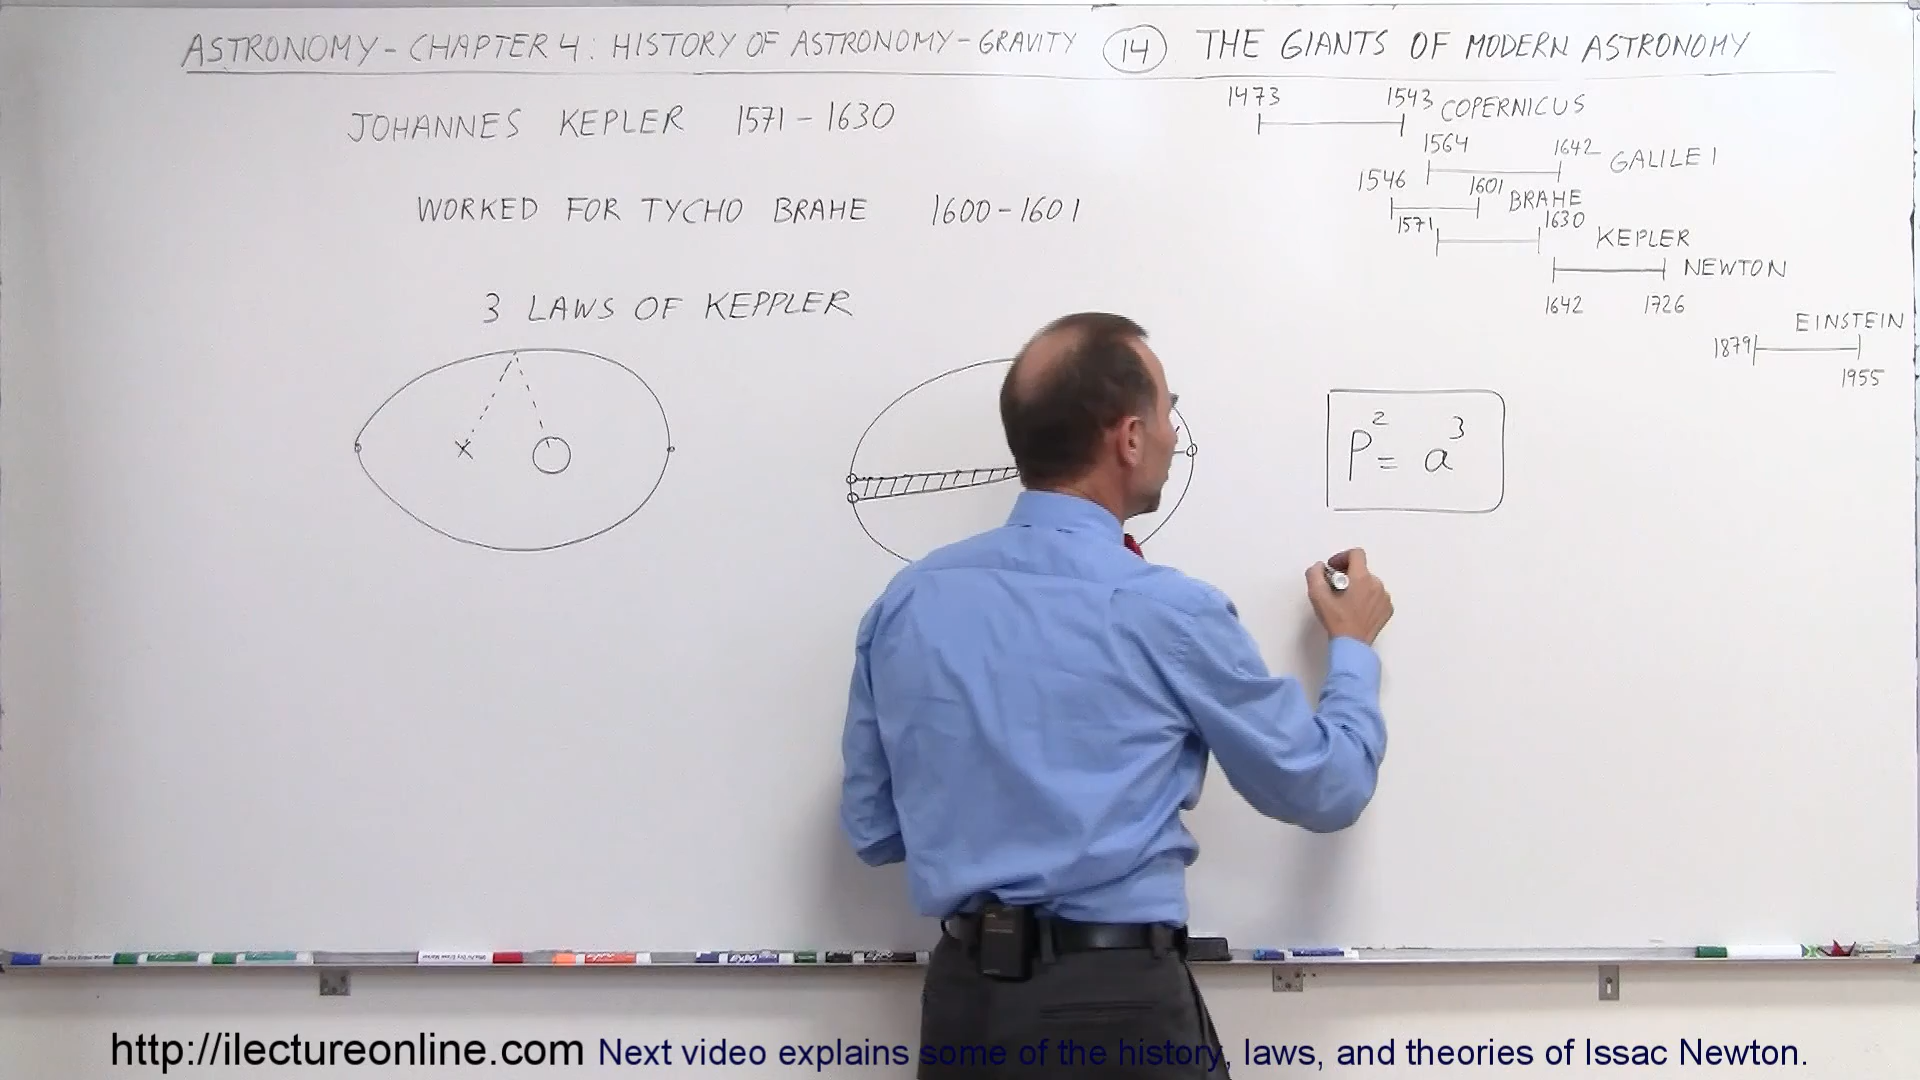 ASTRONOMY - CHAPTER 4: HISTORY OF ASTRONOMY - GRAVITY 14 THE GIANTS OF MODERN ASTRONOMY
JOHANNES KEPLER 1571 - 1630
WORKED FOR TYCHO BRAHE 1600 - 1601
3 LAWS OF KEPPLER
1473 1543 COPERNICUS
1564 1642 GALILEI
1546 1601 BRAHE
1571 1630 KEPLER
NEWTON
1642 1726
EINSTEIN
1879 1955
P² = a³
EXPO
http://ilectureonline.com Next video explains some of the history, laws, and theories of Issac Newton.